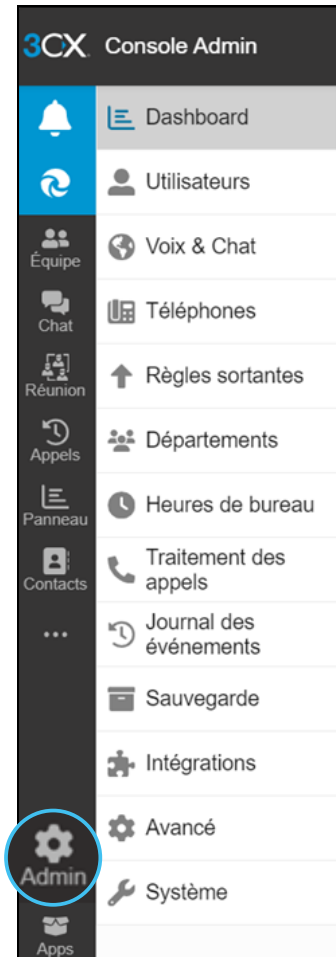 3CX Console Admin
Dashboard
Utilisateurs
Équipe
Voix & Chat
Chat
Téléphones
Réunion
Règles sortantes
Appels
Départements
Panneau
Heures de bureau
Contacts
Traitement des
appels
Journal des
événements
Sauvegarde
Intégrations
Avancé
Admin
Système
Apps